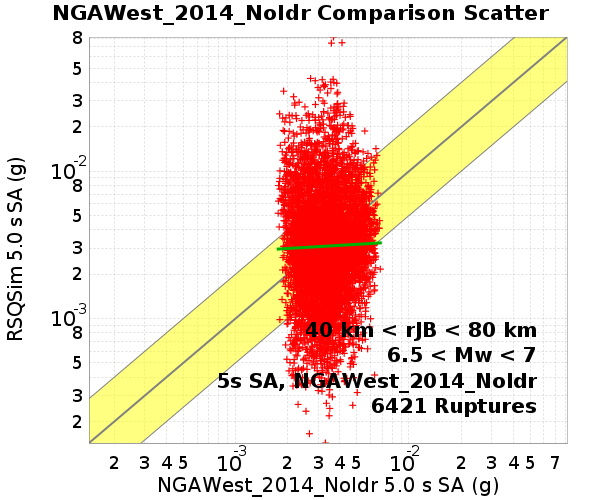 NGAWest_2014_NoIdr Comparison Scatter
RSQSim 5.0 s SA (g)
8
5
3
2
10-2
8
5
3
2
10-3
8
5
3
2
40 km < rJB < 80 km
6.5 < Mw < 7
5s SA, NGAWest_2014_NoIdr
6421 Ruptures
2 3 4 5 10-3 2 3 4 5 10-2 2 3 4 5 7
NGAWest_2014_NoIdr 5.0 s SA (g)